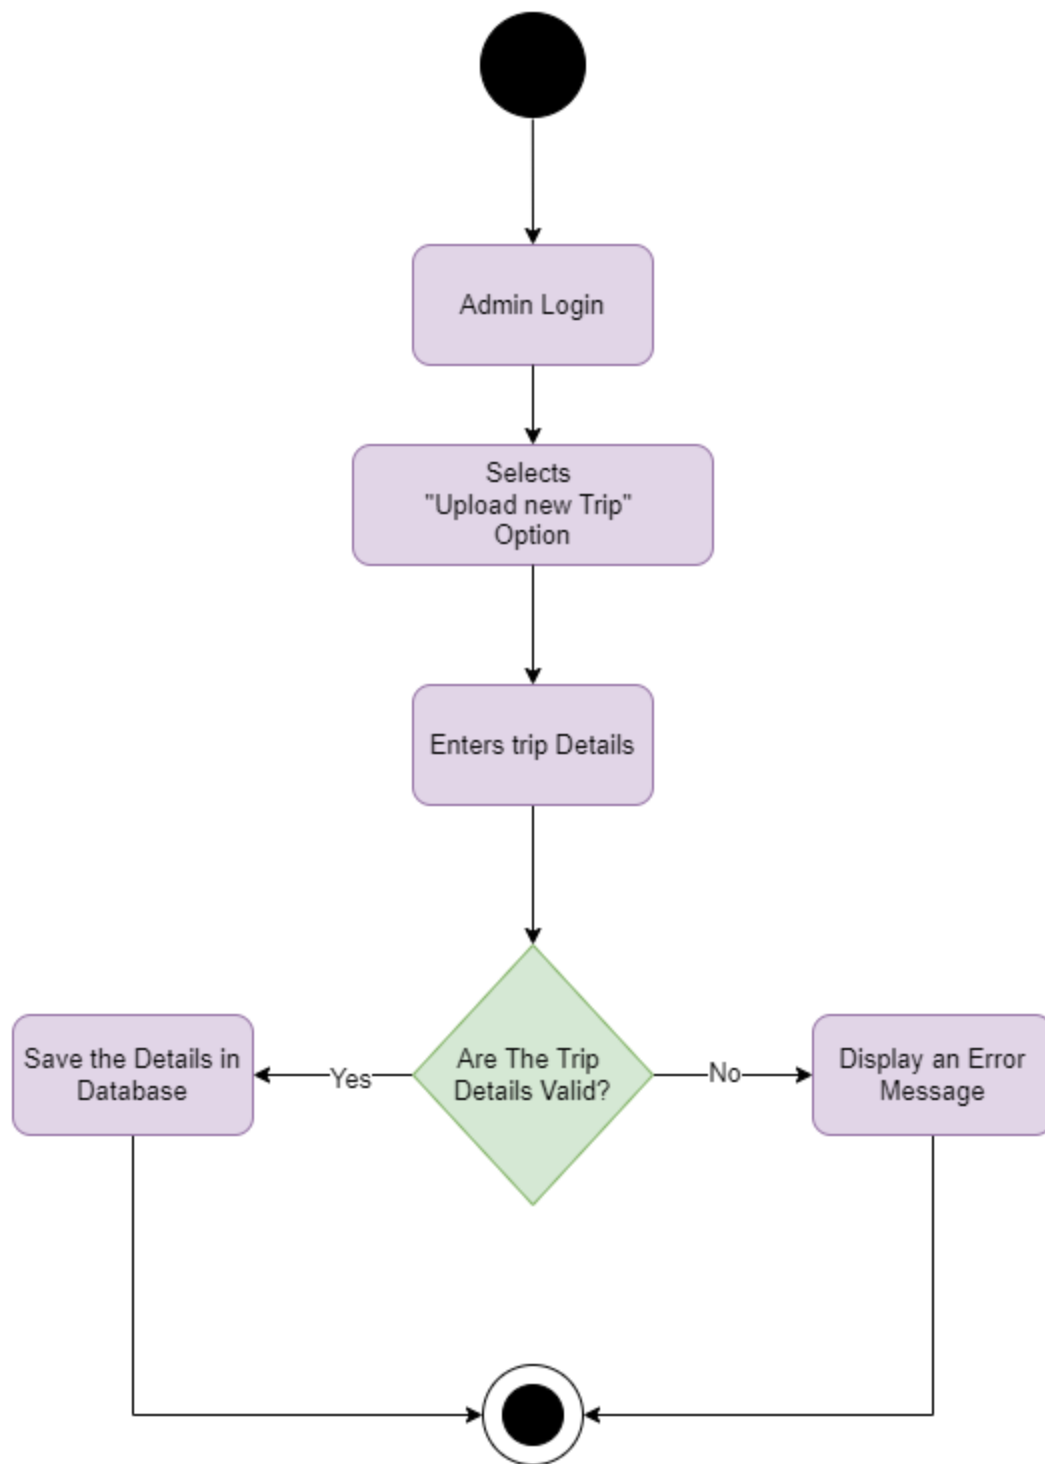 Admin Login
Selects
"Upload new Trip"
Option
Enters trip Details
Are The Trip
Details Valid?
Yes
No
Save the Details in
Database
Display an Error
Message